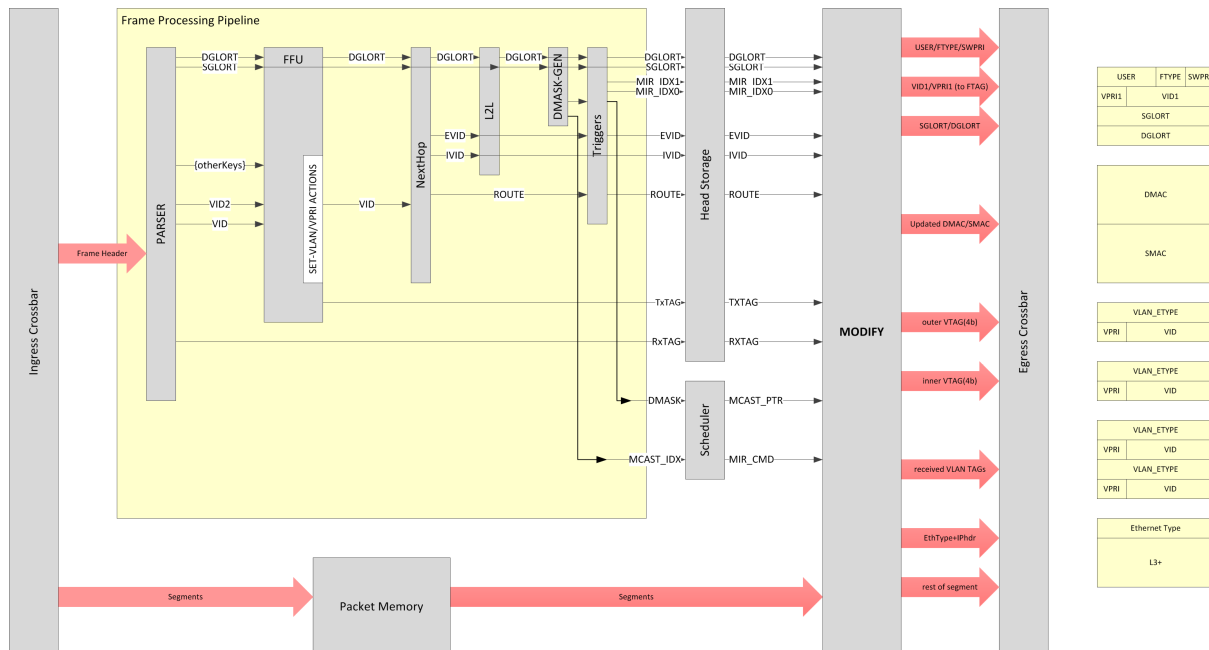 Frame Processing Pipeline
Ingress Crossbar
Frame Header
PARSER
DGLORT
SGLORT
{otherKeys}
VID2
VID
FFU
SET-VLAN/VPRI ACTIONS
DGLORT
VID
NextHop
DGLORT
EVID
IVID
ROUTE
L2L
DGLORT
DMASK-GEN
Triggers
DGLORT
SGLORT
MIR_IDX1
MIR_IDX0
EVID
IVID
ROUTE
TxTAG
RxTAG
DMASK
MCAST_IDX
Head Storage
Scheduler
DGLORT
SGLORT
MIR_IDX1
MIR_IDX0
EVID
IVID
ROUTE
TXTAG
RXTAG
MCAST_PTR
MIR_CMD
Segments
Packet Memory
Segments
MODIFY
USER/FTYPE/SWPRI
VID1/VPRI1 (to FTAG)
SGLORT/DGLORT
Updated DMAC/SMAC
outer VTAG(4b)
inner VTAG(4b)
received VLAN TAGs
EthType+IPhdr
rest of segment
Egress Crossbar
USER FTYPE SWPR
VPRI1 VID1
SGLORT
DGLORT
DMAC
SMAC
VLAN_ETYPE
VPRI VID
VLAN_ETYPE
VPRI VID
VLAN_ETYPE
VPRI VID
VLAN_ETYPE
VPRI VID
Ethernet Type
L3+